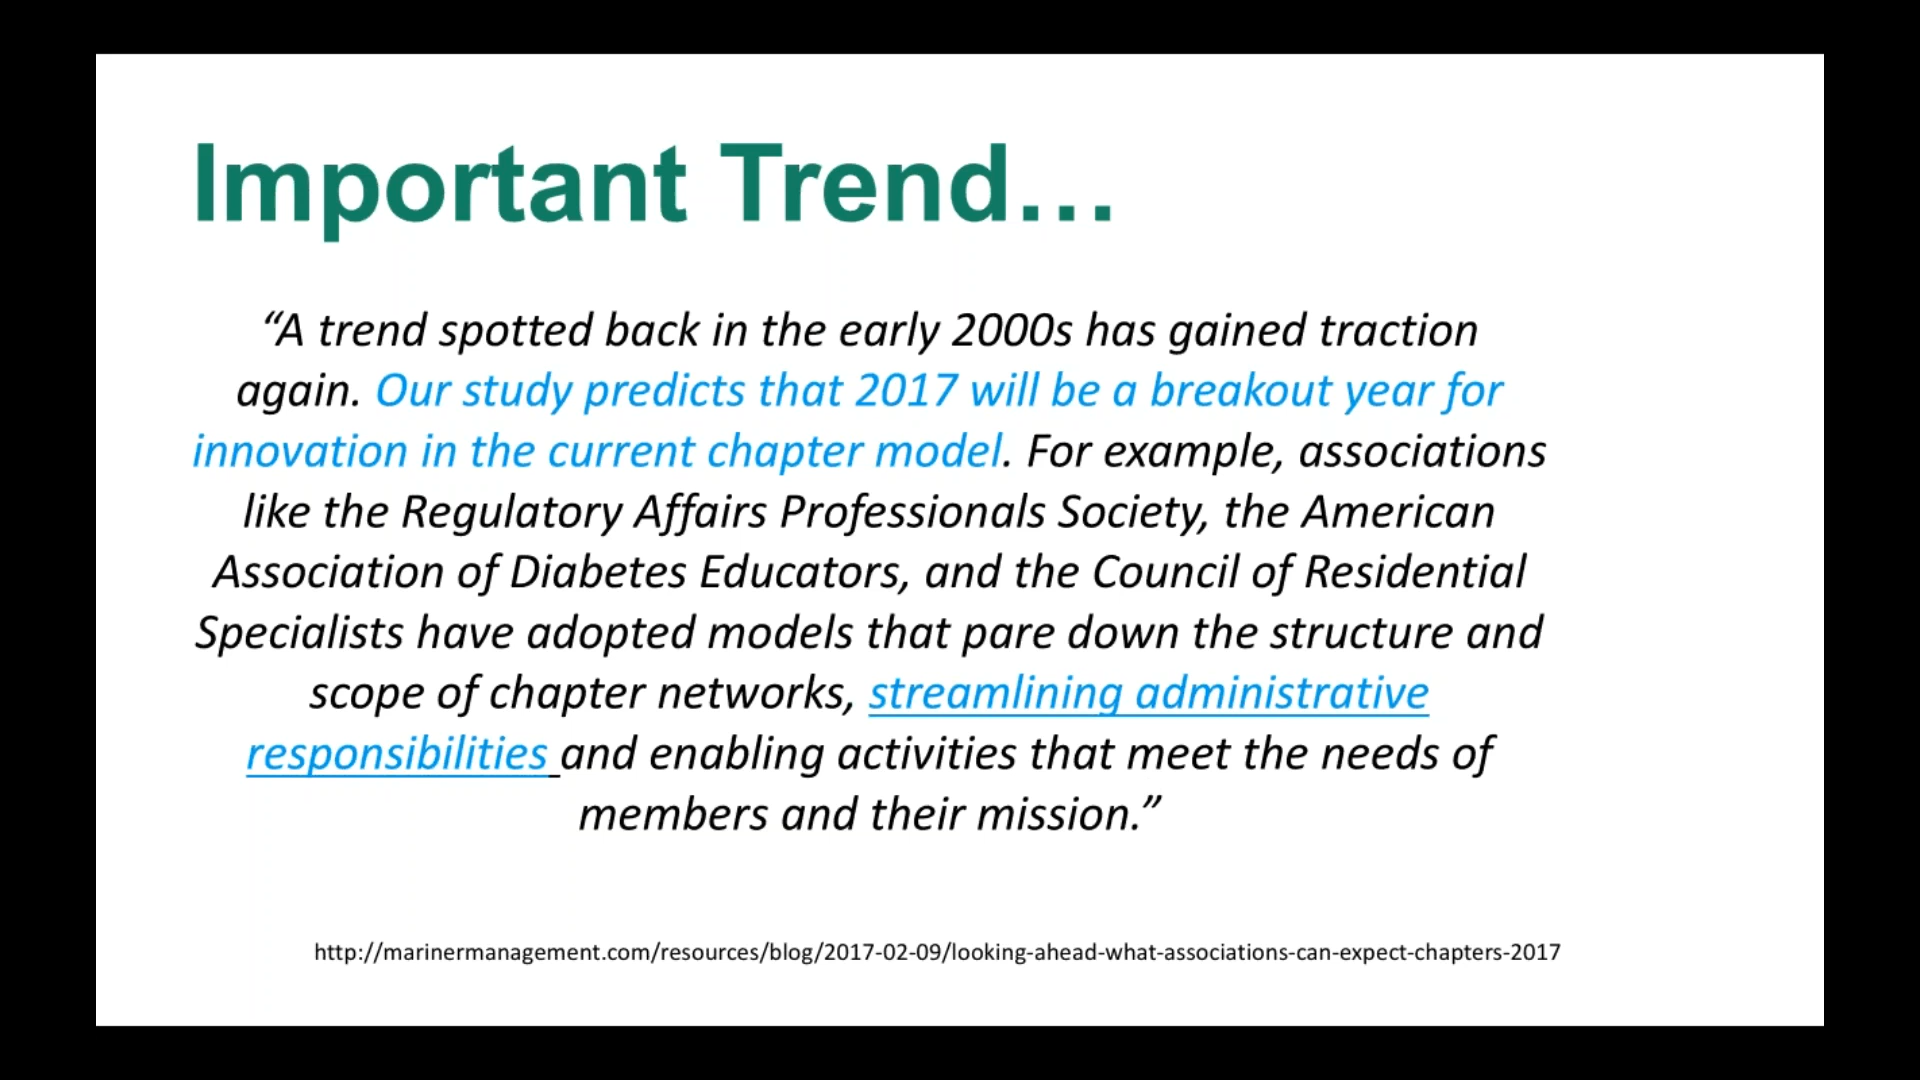 Important Trend...
“A trend spotted back in the early 2000s has gained traction
again. Our study predicts that 2017 will be a breakout year for
innovation in the current chapter model. For example, associations
like the Regulatory Affairs Professionals Society, the American
Association of Diabetes Educators, and the Council of Residential
Specialists have adopted models that pare down the structure and
scope of chapter networks, streamlining administrative
responsibilities and enabling activities that meet the needs of
members and their mission.”
http://marinermanagement.com/resources/blog/2017-02-09/looking-ahead-what-associations-can-expect-chapters-2017